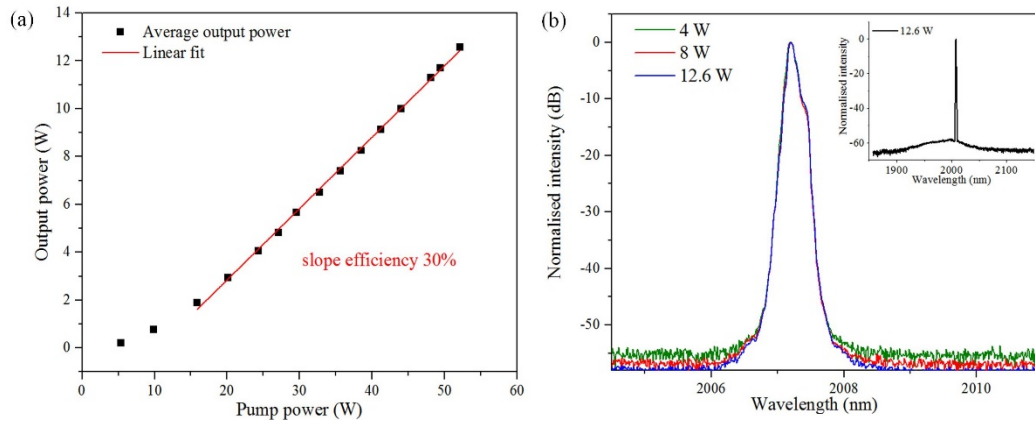 (a)
14
12
10
8
6
4
2
0
Output power (W)
Average output power
Linear fit
slope efficiency 30%
0 10 20 30 40 50 60
Pump power (W)
(b)
4 W
8 W
12.6 W
0
-10
-20
-30
-40
-50
Normalised intensity (dB)
2006 2008 2010
Wavelength (nm)
12.6 W
0
-20
-40
-60
Normalised intensity (dB)
1900 2000 2100
Wavelength (nm)